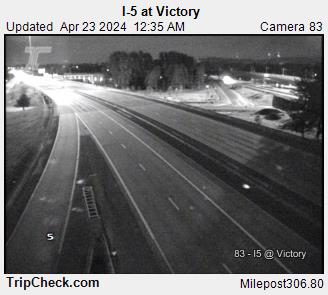 I-5 at Victory
Updated Apr 23 2024 12:35 AM Camera 83
S
83 - I5 @ Victory
TripCheck.com Milepost306.80